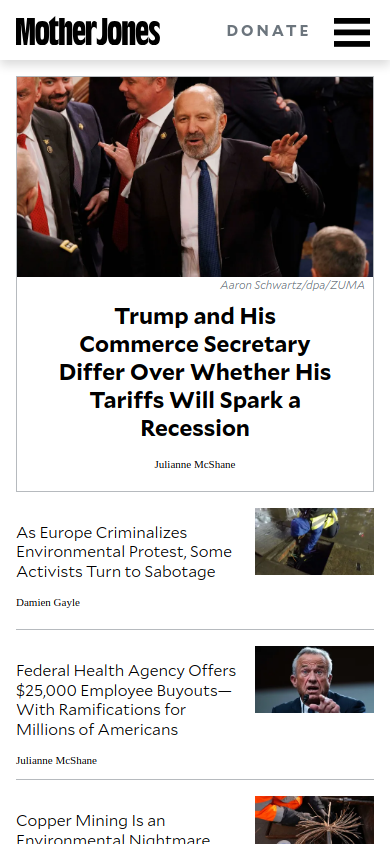 Mother Jones
DONATE
Aaron Schwartz/dpa/ZUMA
Trump and His
Commerce Secretary
Differ Over Whether His
Tariffs Will Spark a
Recession
Julianne McShane
As Europe Criminalizes
Environmental Protest, Some
Activists Turn to Sabotage
Damien Gayle
Federal Health Agency Offers
$25,000 Employee Buyouts—
With Ramifications for
Millions of Americans
Julianne McShane
Copper Mining Is an
Environmental Nightmare